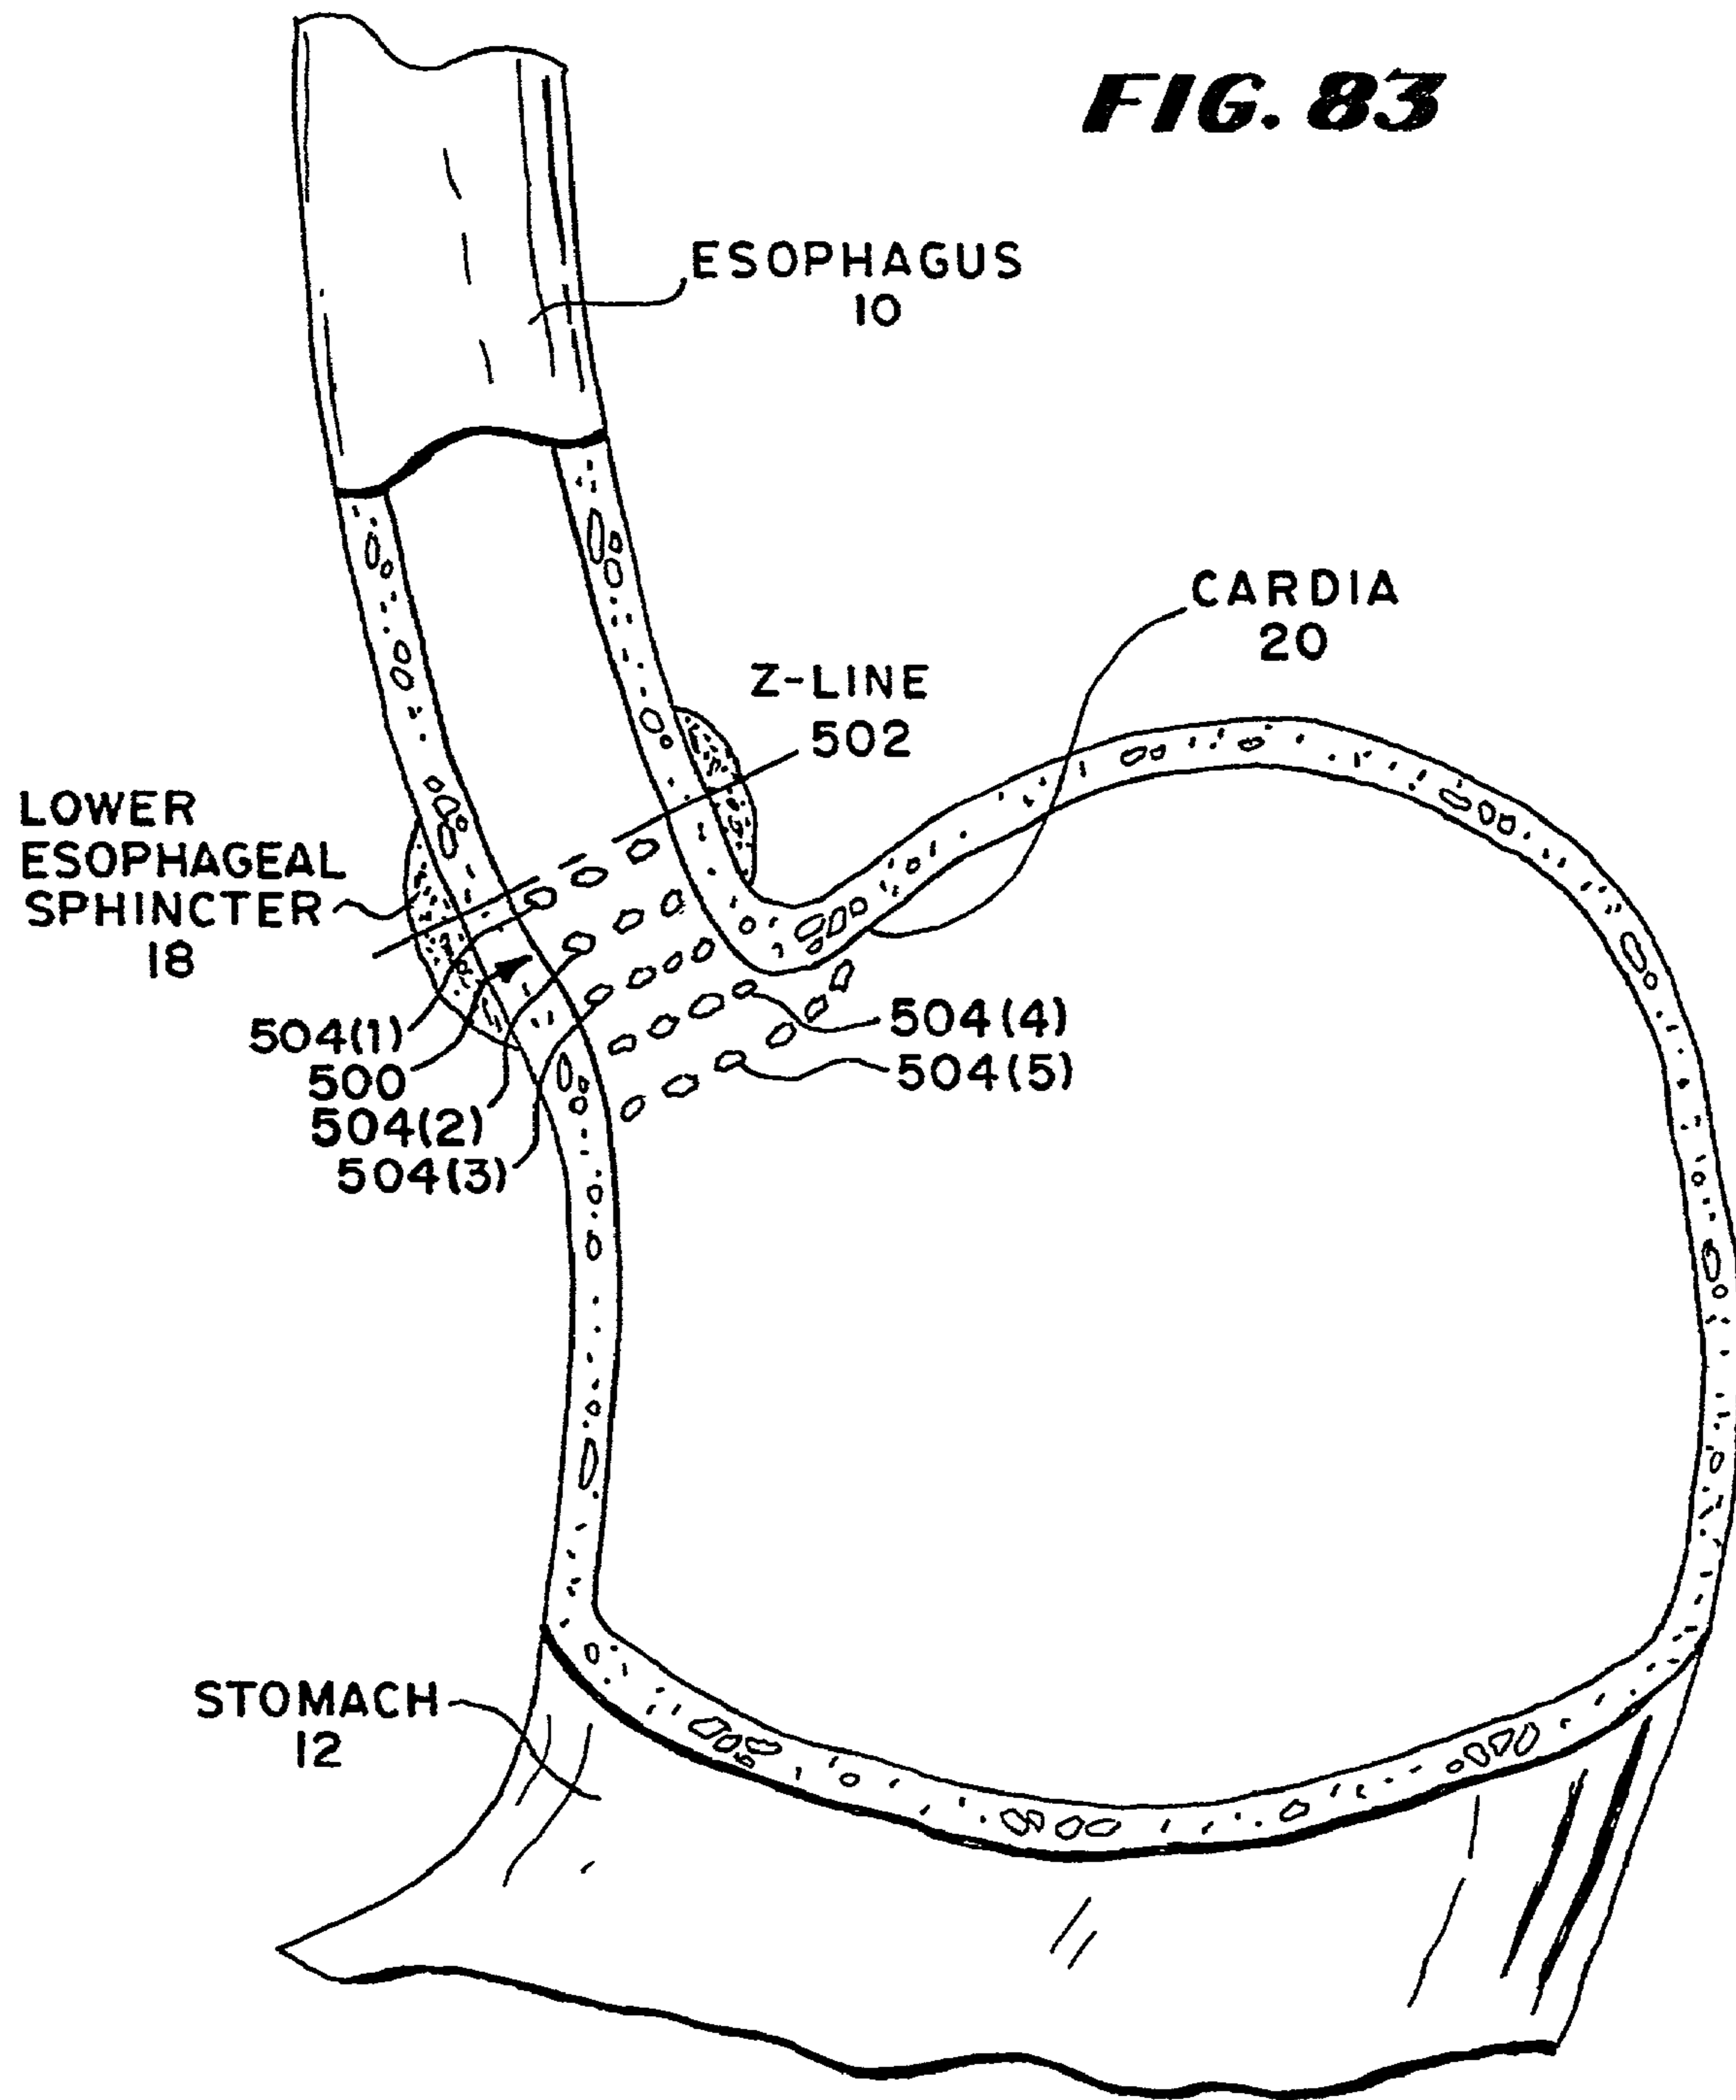 FIG. 83
ESOPHAGUS
10
CARDIA
20
Z-LINE
502
LOWER
ESOPHAGEAL
SPHINCTER
18
504(1)
500
504(2)
504(3)
504(4)
504(5)
STOMACH
12